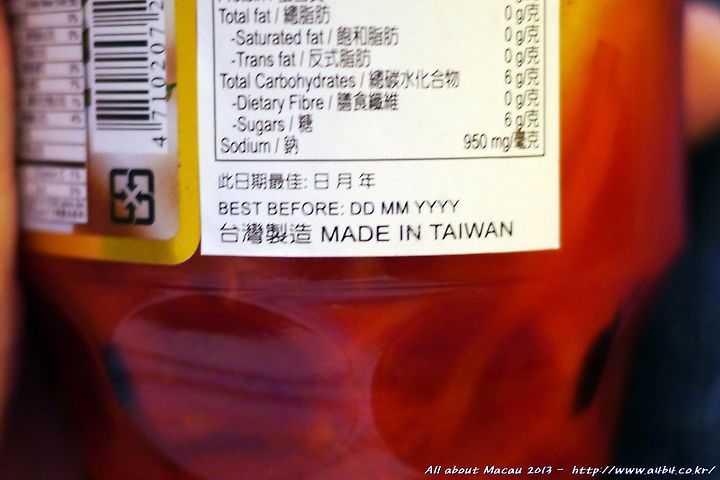 Total fat / 總脂肪 0 g/克
-Saturated fat / 飽和脂肪 0 g/克
-Trans fat / 反式脂肪 0 g/克
Total Carbohydrates / 總碳水化合物 6 g/克
-Dietary Fibre / 膳食纖維 0 g/克
-Sugars / 糖 6 g/克
Sodium / 鈉 950 mg/毫克
此日期最佳: 日 月 年
BEST BEFORE: DD MM YYYY
台灣製造 MADE IN TAIWAN
4 7102072
All about Macau 2013 - http://www.a4b4.co.kr/